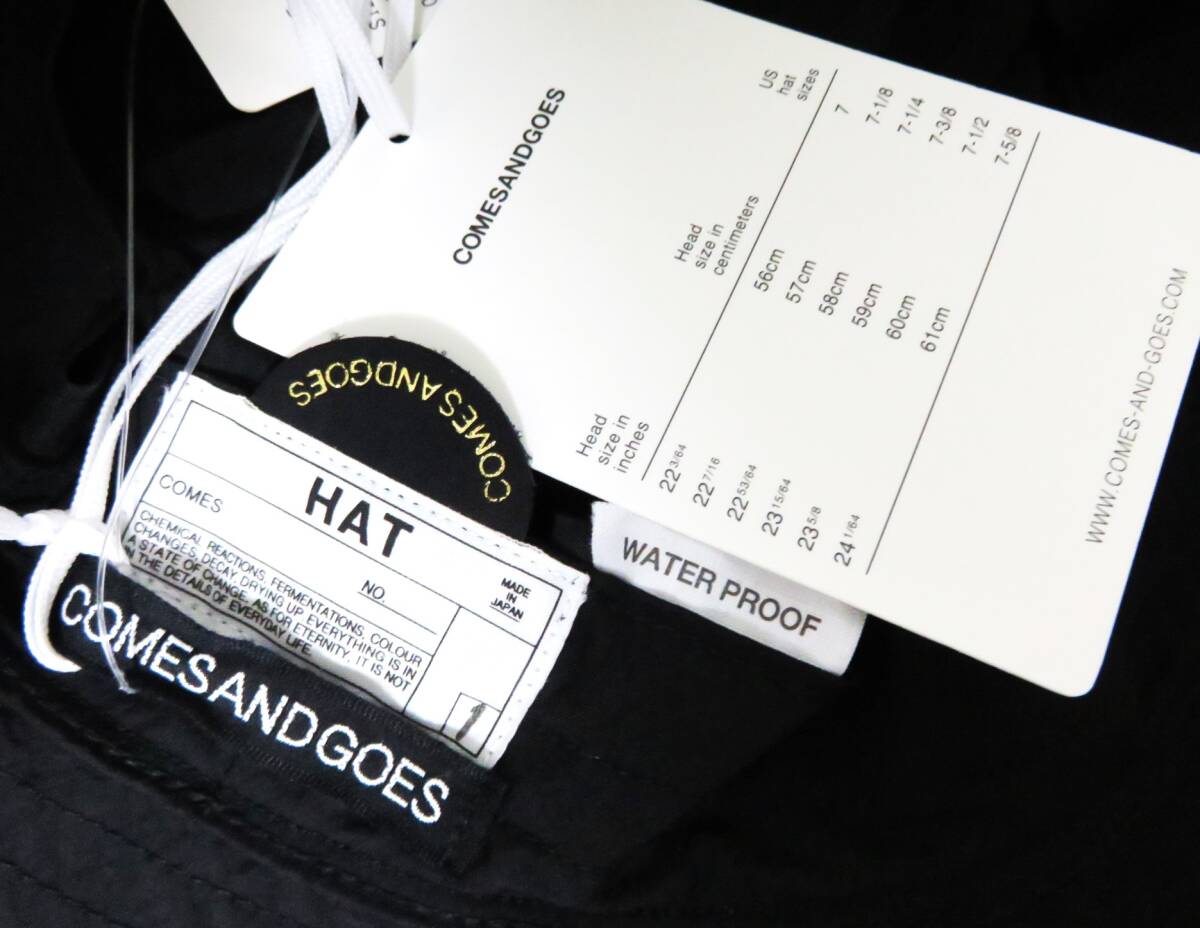 COMESANDGOES
Head size in inches
Head size in centimeters
US hat sizes
22 3/64 56cm 7
22 7/16 57cm 7-1/8
22 53/64 58cm 7-1/4
23 15/64 59cm 7-3/8
23 5/8 60cm 7-1/2
24 1/64 61cm 7-5/8
WWW.COMES-AND-GOES.COM
COMES ANDGOES
HAT
COMES
NO.
MADE
IN
JAPAN
CHEMICAL REACTIONS, FERMENTATIONS, COLOUR
CHANGES, DECAY, DRYING UP EVERYTHING IS IN
A STATE OF CHANGE. AS FOR ETERNITY, IT IS NOT
IN THE DETAILS OF EVERYDAY LIFE.
1
WATER PROOF
COMESANDGOES